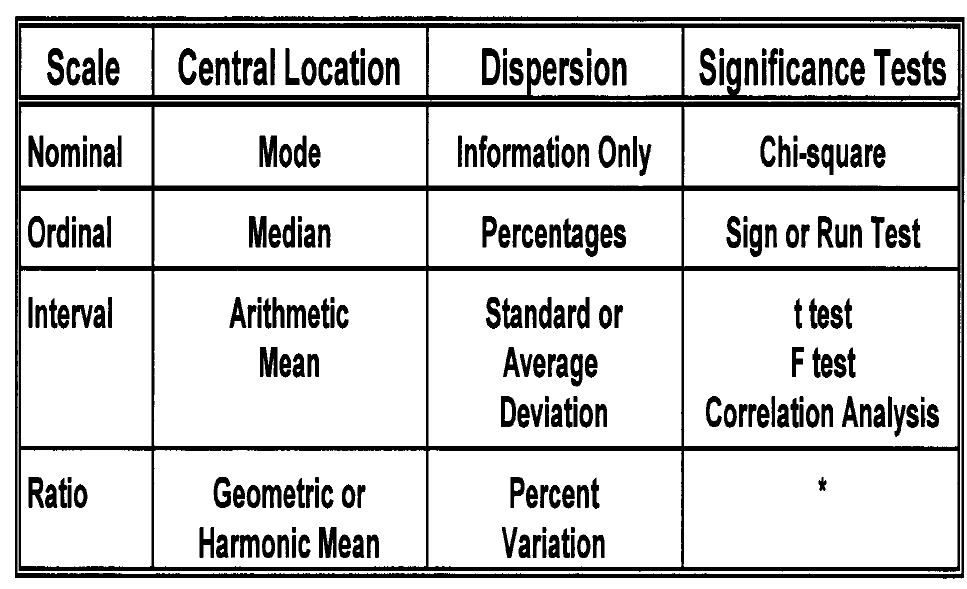 Scale Central Location Dispersion Significance Tests
Nominal Mode Information Only Chi-square
Ordinal Median Percentages Sign or Run Test
Interval Arithmetic Standard or t test
Mean Average F test
Deviation Correlation Analysis
Ratio Geometric or Percent *
Harmonic Mean Variation